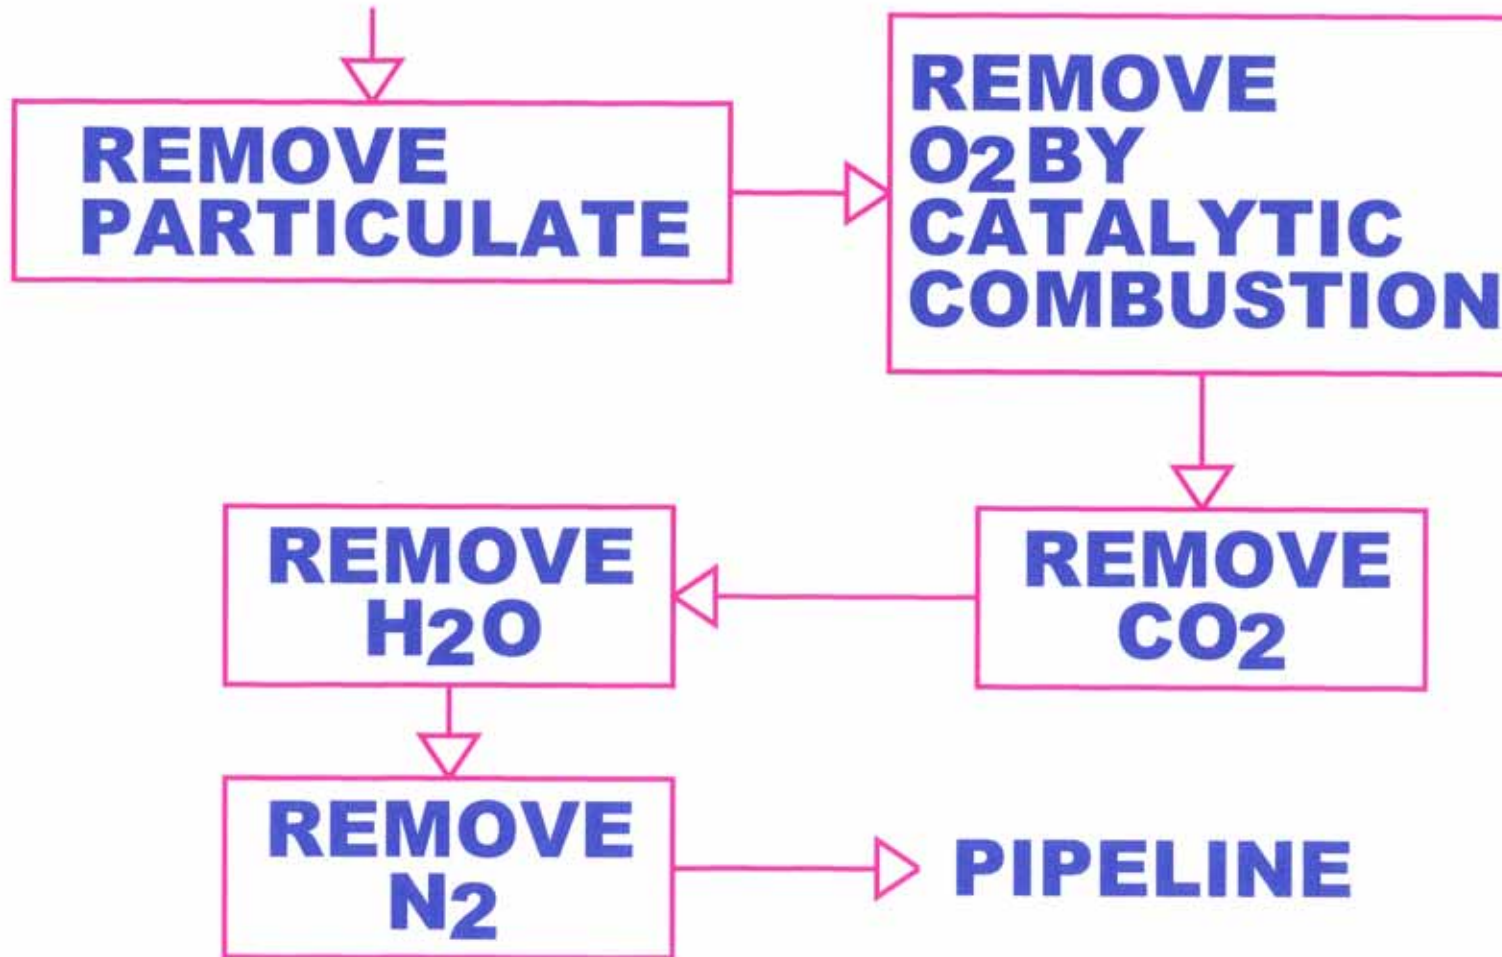 REMOVE
PARTICULATE
REMOVE
O2 BY
CATALYTIC
COMBUSTION
REMOVE
CO2
REMOVE
H2O
REMOVE
N2
PIPELINE